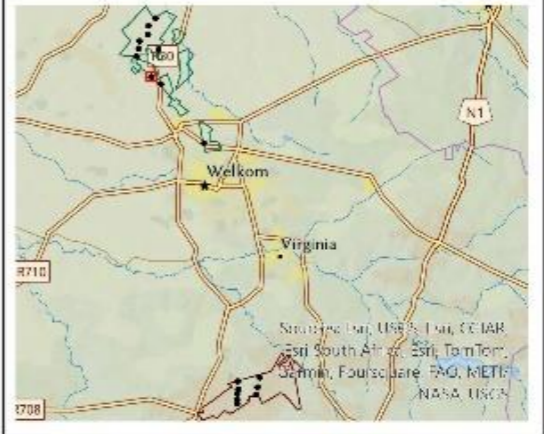 R30
N1
Welkom
Virginia
R710
Sources: Esri, USGS, Esri, CGIAR,
Esri South Africa, Esri, TomTom,
Garmin, Foursquare, FAO, METI/
NASA, USGS
R708